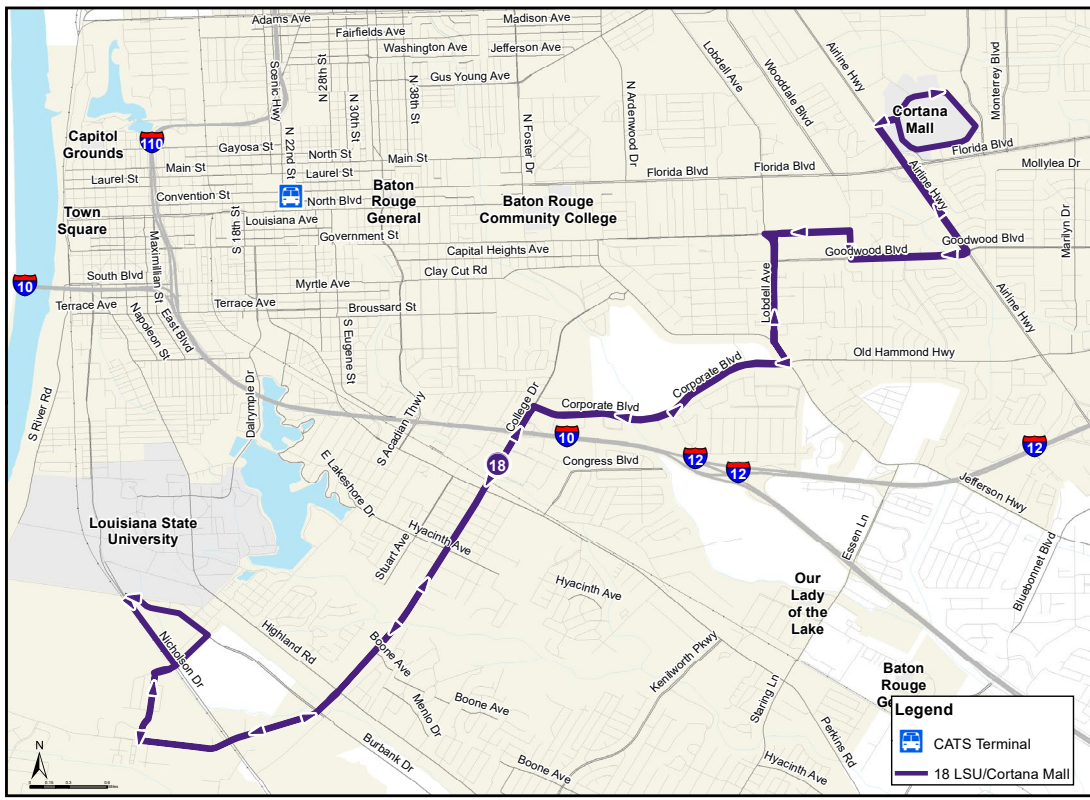 Adams Ave
Madison Ave
Fairfields Ave
Washington Ave
Jefferson Ave
Gus Young Ave
Scenic Hwy
N 28th St
N 30th St
N 38th St
N Foster Dr
N Ardenwood Dr
Lobdell Ave
Wooddale Blvd
Airline Hwy
Monterrey Blvd
Cortana
Mall
Capitol
Grounds
110
Gayosa St
N 22nd St
North St
Main St
Main St
Laurel St
Laurel St
Convention St
North Blvd
Baton
Rouge
General
Baton Rouge
Community College
Florida Blvd
Florida Blvd
Florida Blvd
Mollylea Dr
Town
Square
S 18th St
Louisiana Ave
Government St
Capital Heights Ave
Clay Cut Rd
Airline Hwy
Goodwood Blvd
Goodwood Blvd
Marilyn Dr
Maximillian St
South Blvd
10
Terrace Ave
Terrace Ave
Myrtle Ave
Broussard St
Napoleon St
East Blvd
S Eugene St
Lobdell Ave
Airline Hwy
Old Hammond Hwy
S River Rd
Dalrymple Dr
S Acadian Thwy
College Dr
Corporate Blvd
Corporate Blvd
10
12
12
12
18
Congress Blvd
E Lakeshore Dr
Jefferson Hwy
Louisiana State
University
Stuart Ave
Hyacinth Ave
Hyacinth Ave
Essen Ln
Bluebonnet Blvd
Our
Lady
of the
Lake
Nicholson Dr
Highland Rd
Boone Ave
Kenilworth Pkwy
Menlo Dr
Boone Ave
Staring Ln
Perkins Rd
Baton
Rouge
Ge
Burbank Dr
Boone Ave
Hyacinth Ave
N
Legend
CATS Terminal
18 LSU/Cortana Mall